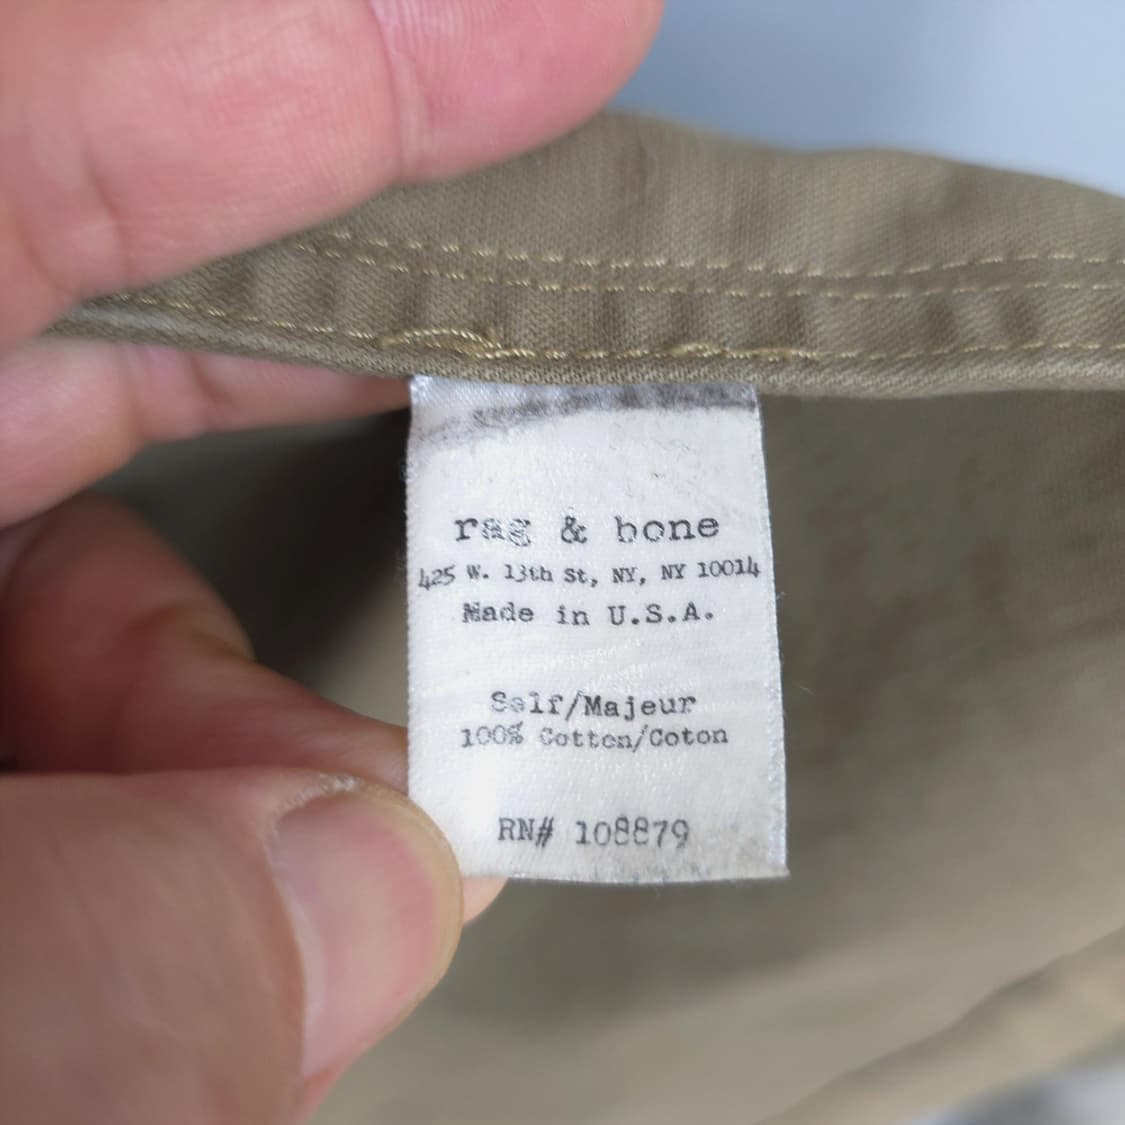 rag & bone
425 W. 13th St, NY, NY 10014
Made in U.S.A.
Self/Majeur
100% Cotton/Coton
RN# 108879